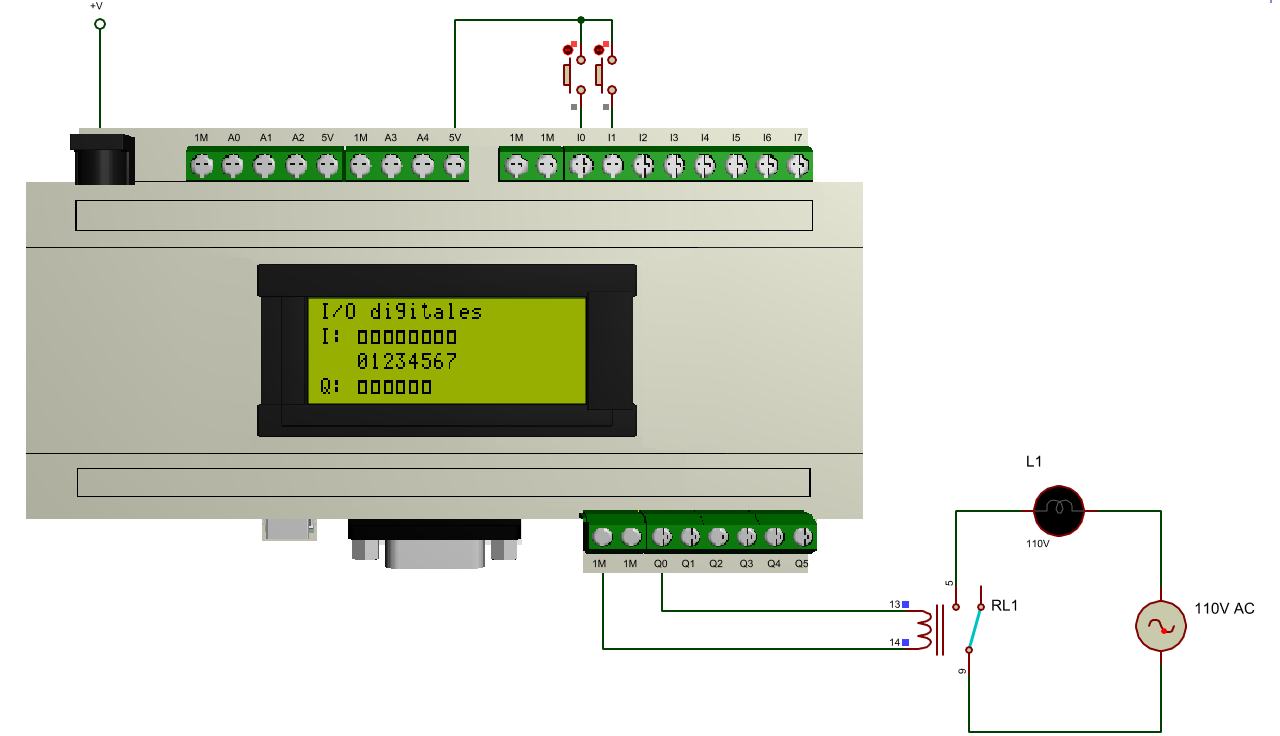 +V
1M A0 A1 A2 5V 1M A3 A4 5V 1M 1M I0 I1 I2 I3 I4 I5 I6 I7
I/O digitales
I: 00000000
01234567
Q: 000000
L1
110V
1M 1M Q0 Q1 Q2 Q3 Q4 Q5
5
13
RL1
110V AC
14
9